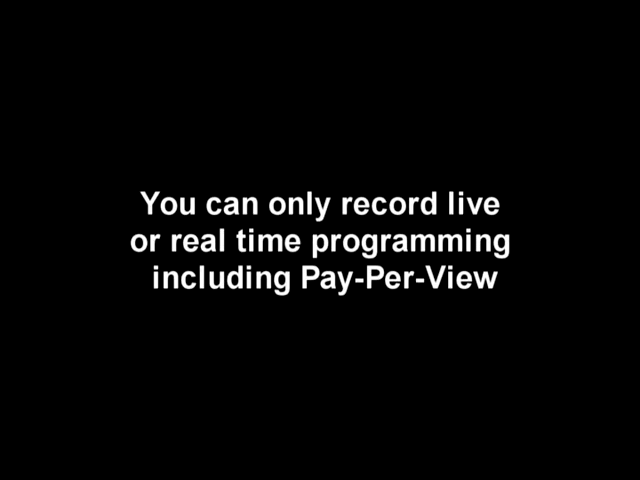 You can only record live
or real time programming
including Pay-Per-View